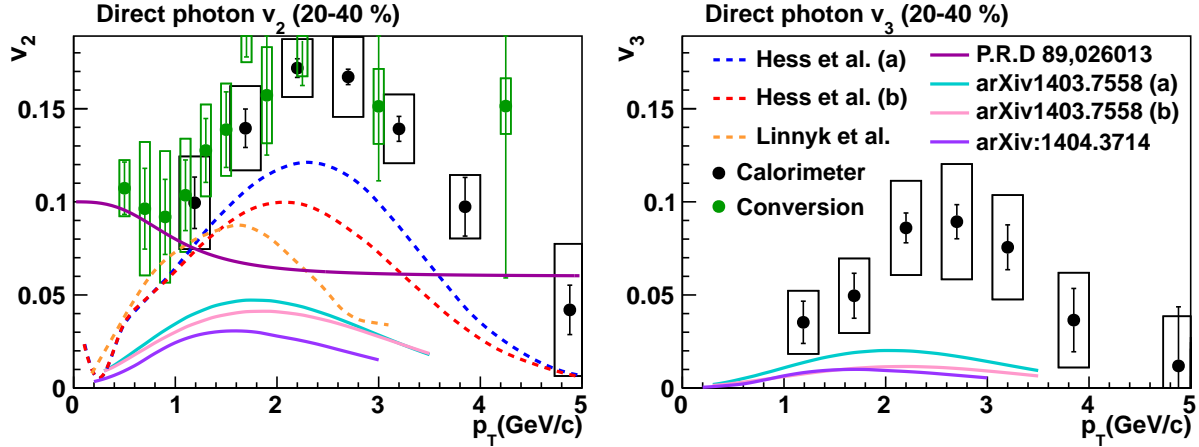 Direct photon v2 (20-40 %)
v2
0.15
0.1
0.05
0
0 1 2 3 4 5
pT(GeV/c)
Hess et al. (a)
Hess et al. (b)
Linnyk et al.
Calorimeter
Conversion
Direct photon v3 (20-40 %)
v3
P.R.D 89,026013
arXiv1403.7558 (a)
arXiv1403.7558 (b)
arXiv:1404.3714
0.15
0.1
0.05
0
0 1 2 3 4 5
pT(GeV/c)